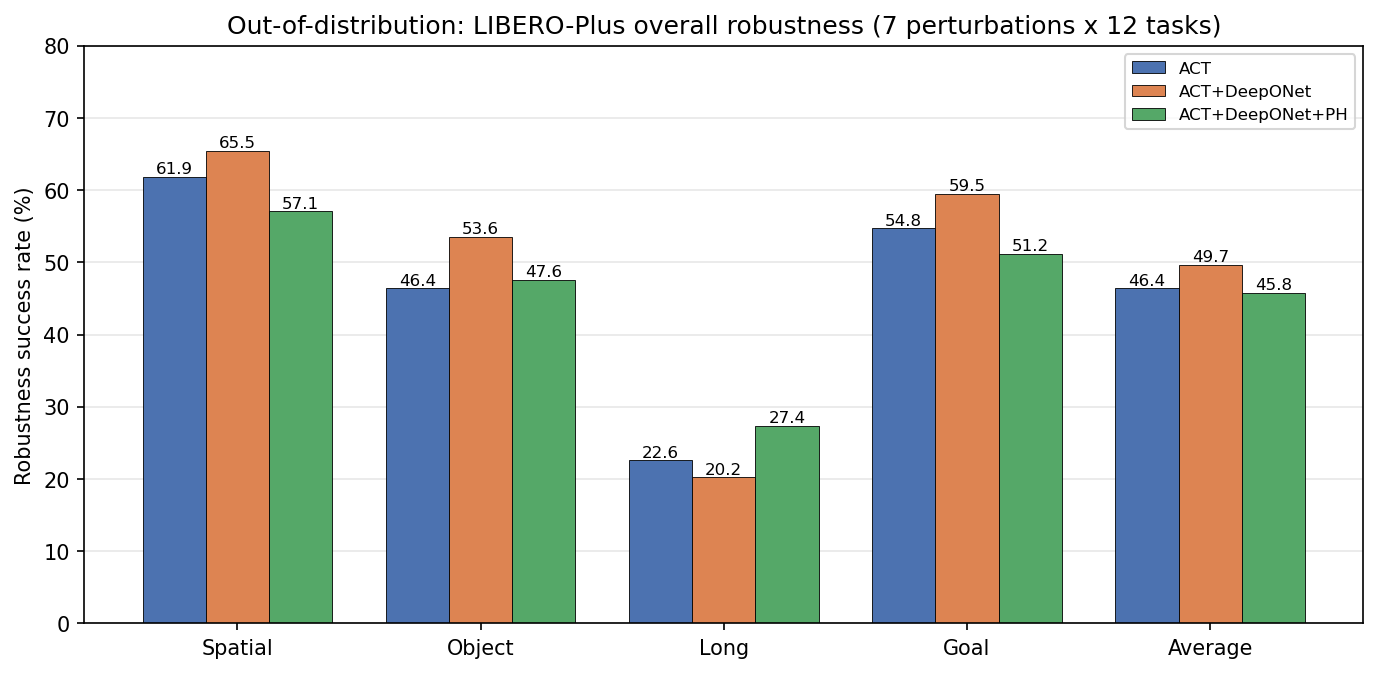 Out-of-distribution: LIBERO-Plus overall robustness (7 perturbations x 12 tasks)
ACT
ACT+DeepONet
ACT+DeepONet+PH
Robustness success rate (%)
80
70
60
50
40
30
20
10
0
61.9
65.5
57.1
46.4
53.6
47.6
22.6
20.2
27.4
54.8
59.5
51.2
46.4
49.7
45.8
Spatial
Object
Long
Goal
Average